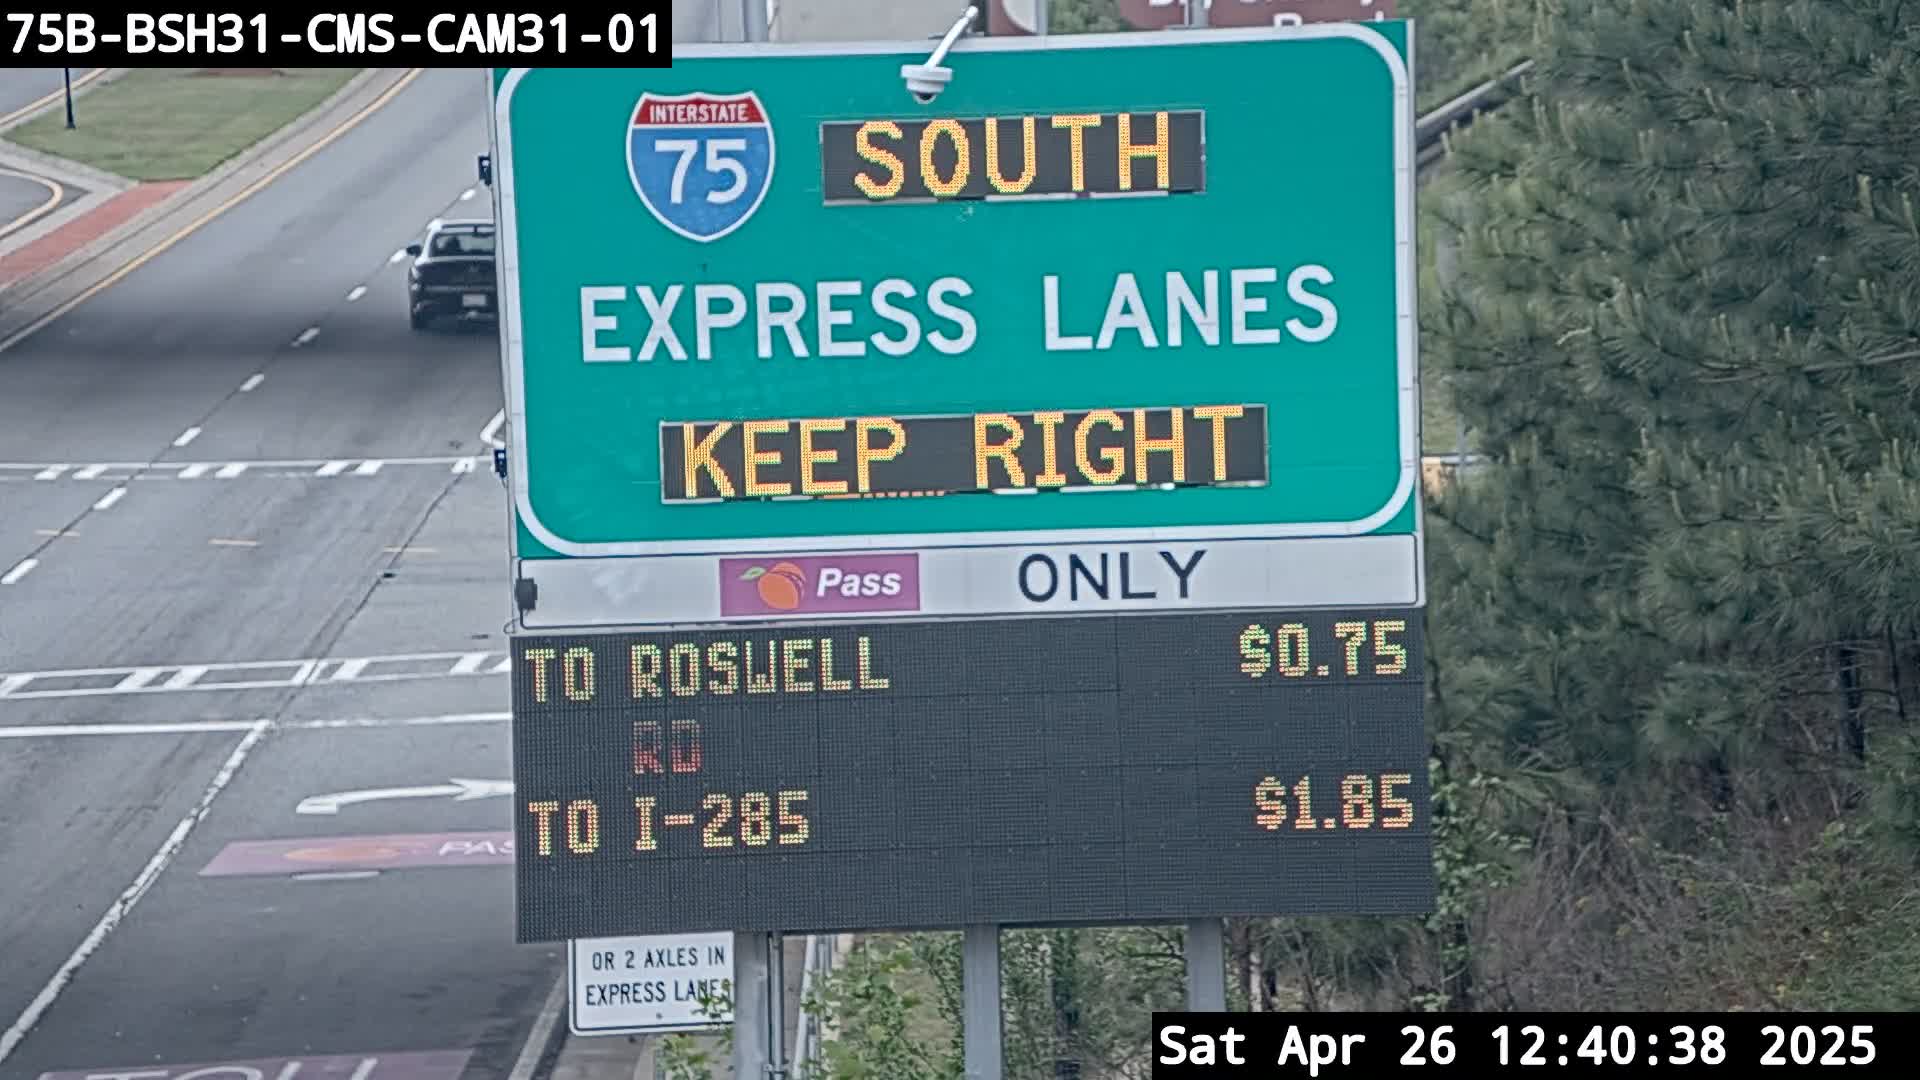 75B-BSH31-CMS-CAM31-01
INTERSTATE
75
SOUTH
EXPRESS LANES
KEEP RIGHT
Pass ONLY
TO ROSWELL $0.75
RD
TO I-285 $1.85
OR 2 AXLES IN
EXPRESS LANES
Sat Apr 26 12:40:38 2025